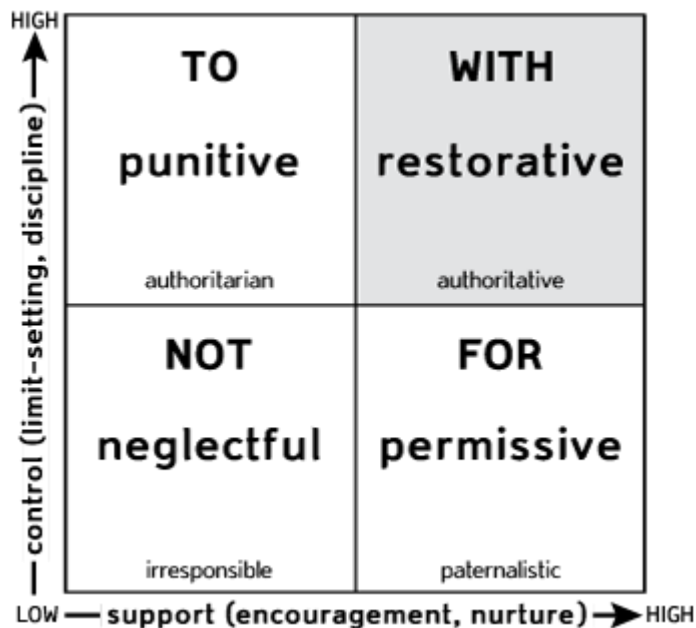 HIGH
TO
WITH
punitive
restorative
authoritarian
authoritative
control (limit-setting, discipline)
NOT
FOR
neglectful
permissive
irresponsible
paternalistic
LOW
support (encouragement, nurture)
HIGH